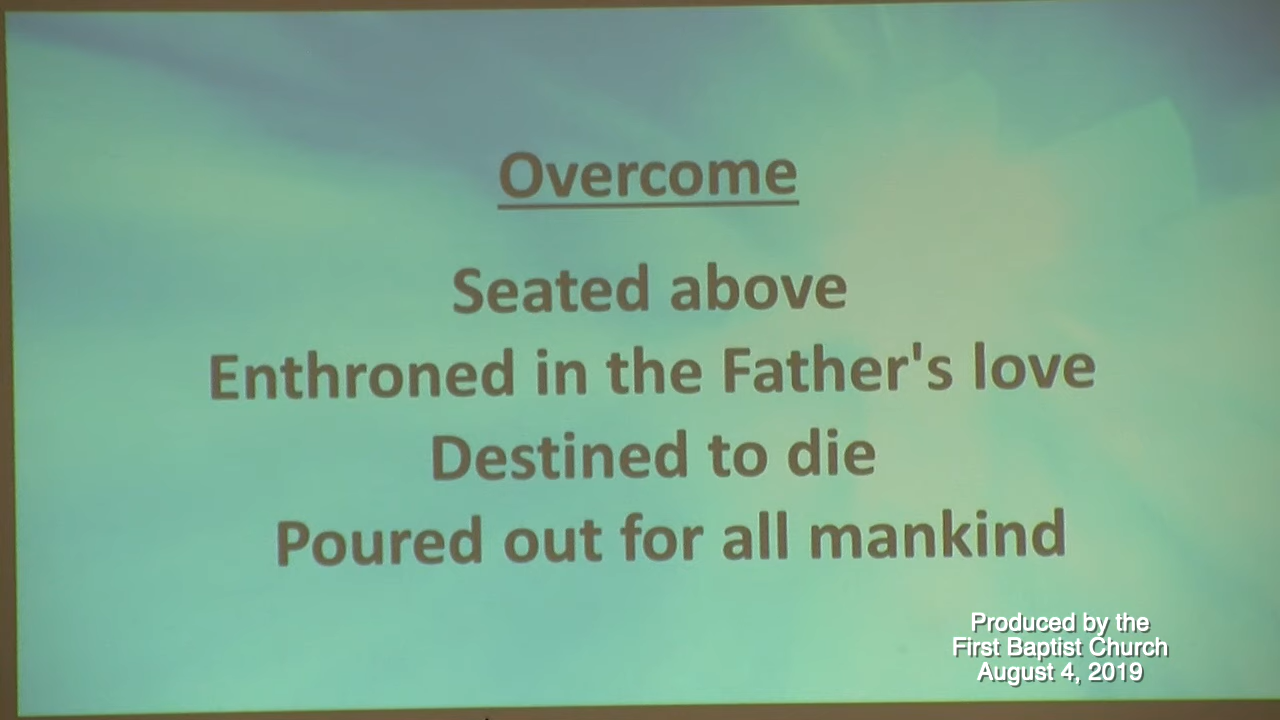 Overcome
Seated above
Enthroned in the Father's love
Destined to die
Poured out for all mankind
Produced by the
First Baptist Church
August 4, 2019